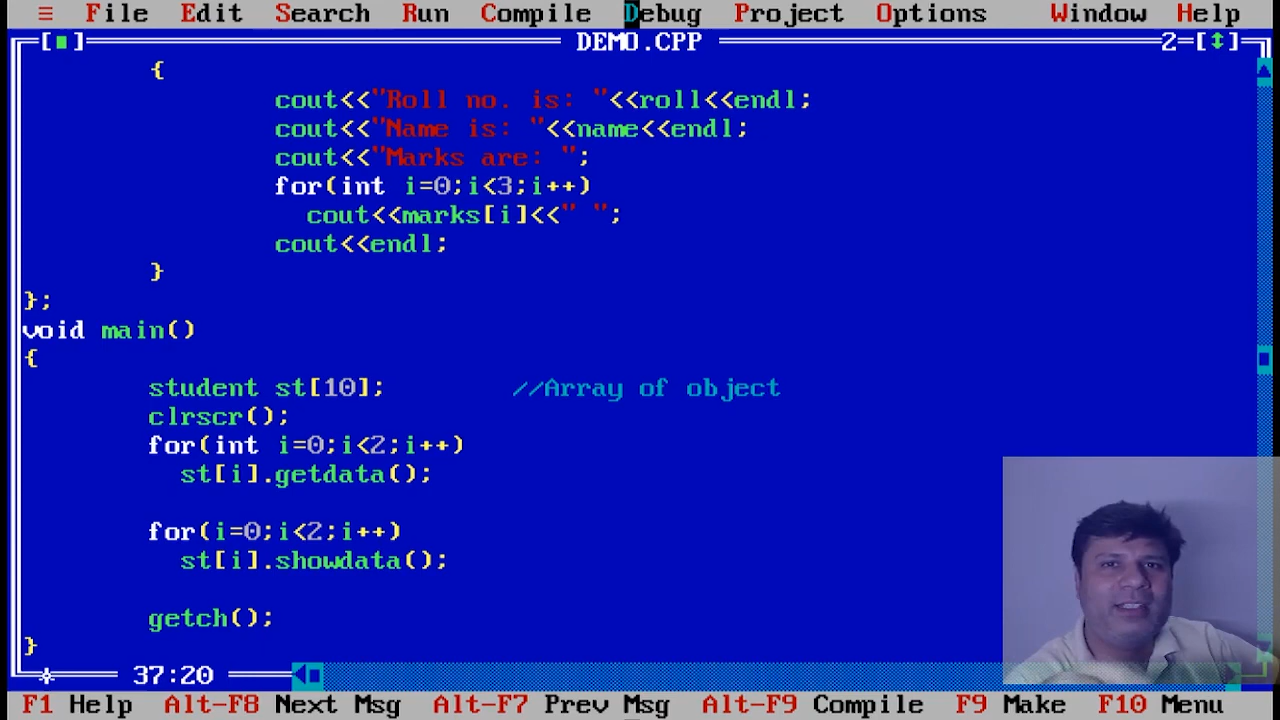 ≡ File Edit Search Run Compile Debug Project Options Window Help
[■] DEMO.CPP 2=[↕]
{
cout<<"Roll no. is: "<<roll<<endl;
cout<<"Name is: "<<name<<endl;
cout<<"Marks are: ";
for(int i=0;i<3;i++)
cout<<marks[i]<<" ";
cout<<endl;
}
};
void main()
{
student st[10]; //Array of object
clrscr();
for(int i=0;i<2;i++)
st[i].getdata();
for(i=0;i<2;i++)
st[i].showdata();
getch();
}
37:20
F1 Help Alt-F8 Next Msg Alt-F7 Prev Msg Alt-F9 Compile F9 Make F10 Menu